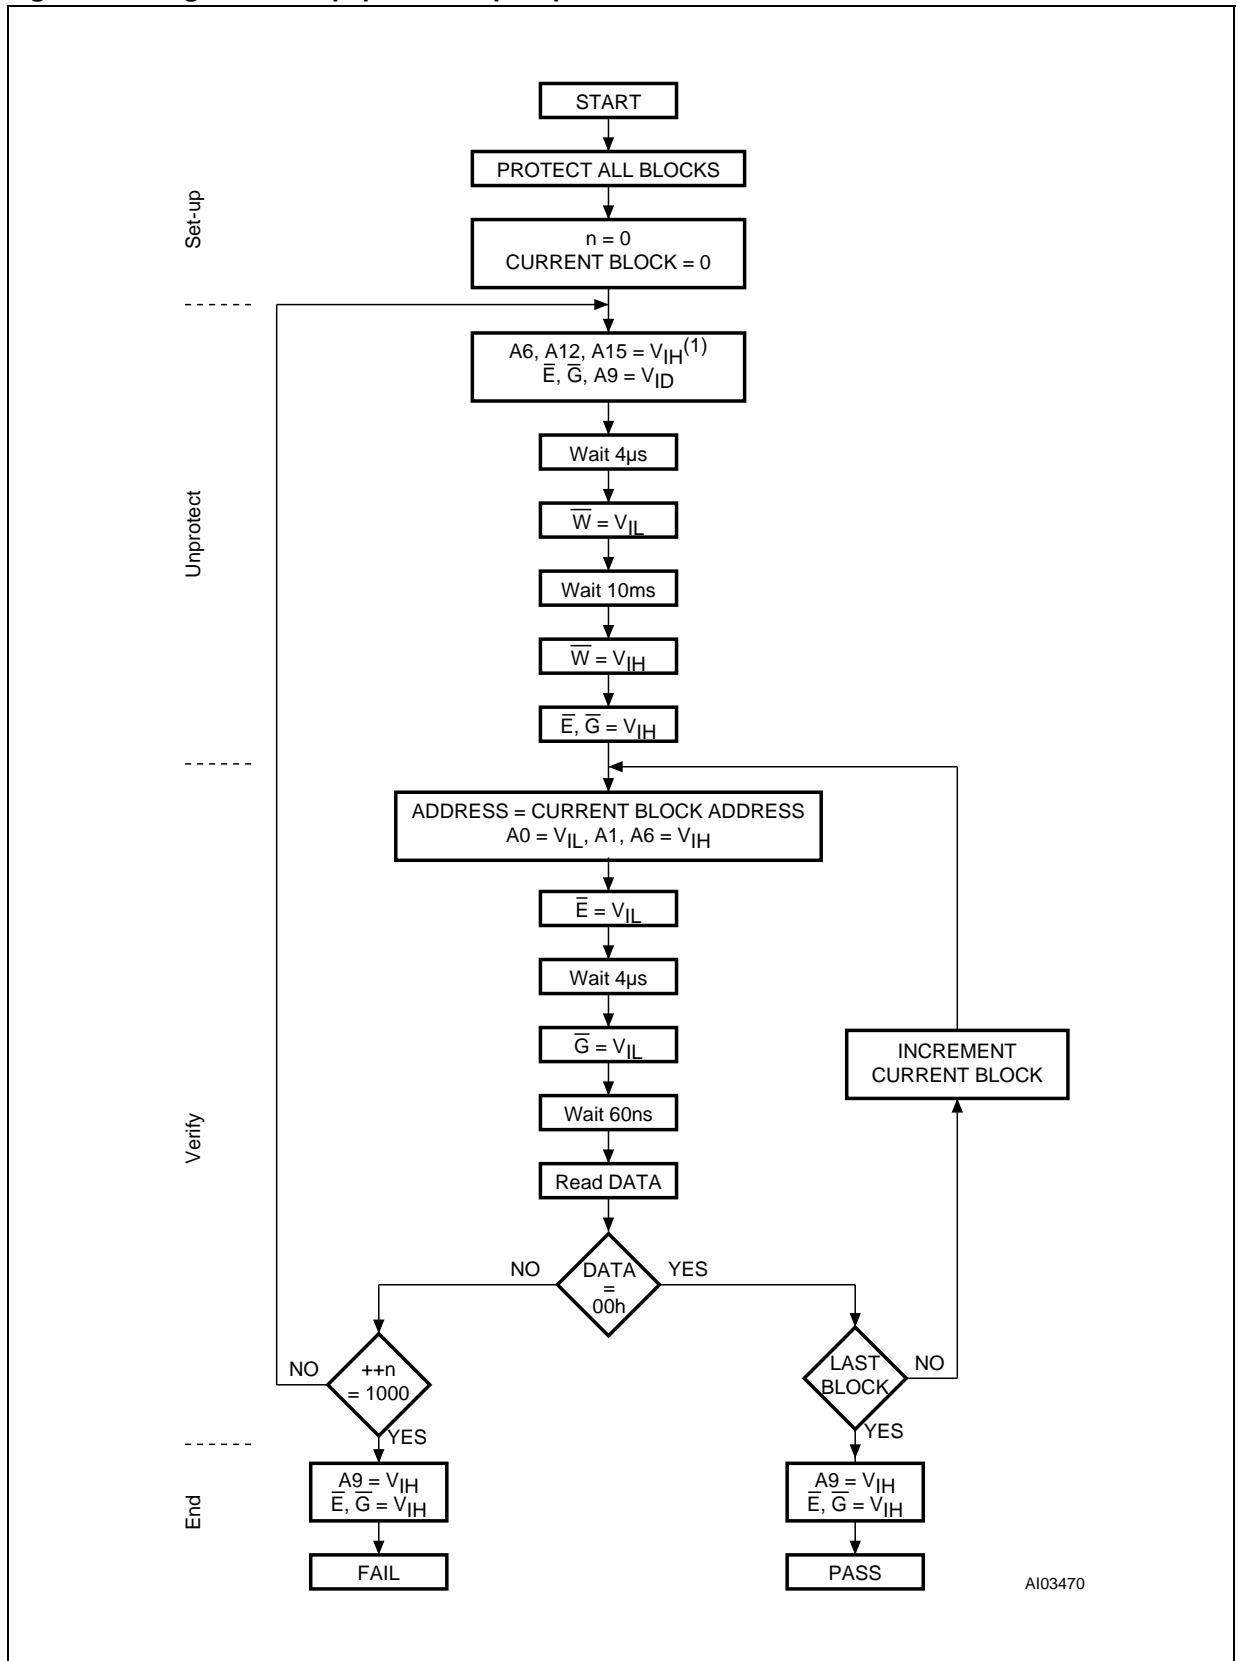 START
PROTECT ALL BLOCKS
Set-up
n = 0
CURRENT BLOCK = 0
A6, A12, A15 = VIH(1)
E̅, G̅, A9 = VID
Wait 4µs
W̅ = VIL
Unprotect
Wait 10ms
W̅ = VIH
E̅, G̅ = VIH
ADDRESS = CURRENT BLOCK ADDRESS
A0 = VIL, A1, A6 = VIH
E̅ = VIL
Wait 4µs
G̅ = VIL
INCREMENT
CURRENT BLOCK
Wait 60ns
Verify
Read DATA
NO
DATA
=
00h
YES
NO
++n
= 1000
YES
LAST
BLOCK
NO
YES
End
A9 = VIH
E̅, G̅ = VIH
A9 = VIH
E̅, G̅ = VIH
FAIL
PASS
AI03470